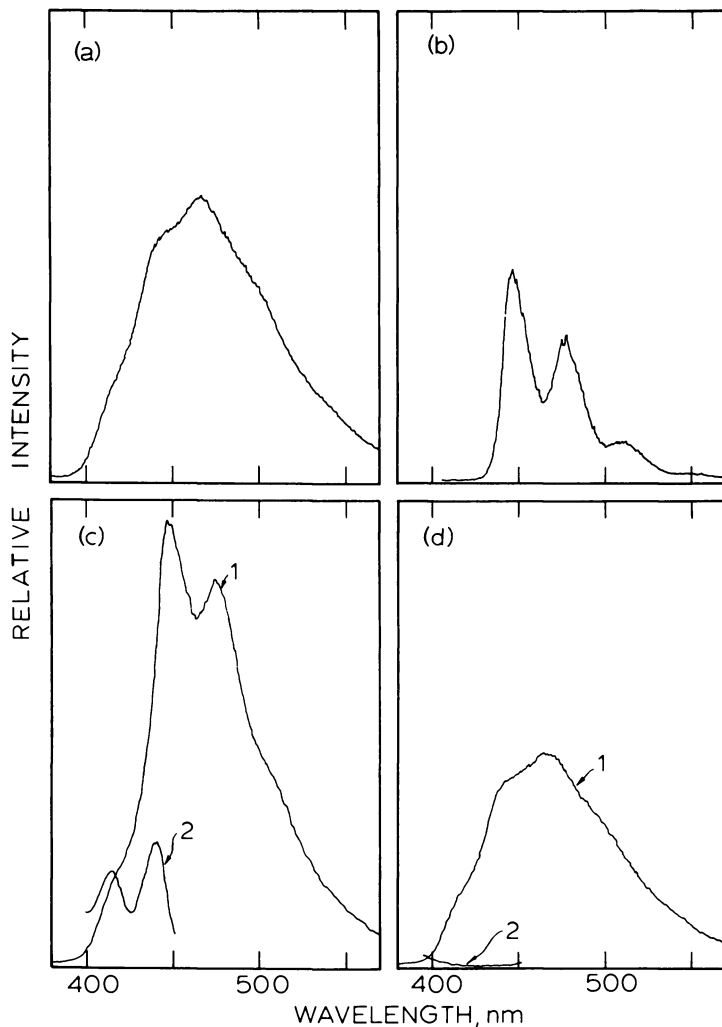 (a)
(b)
(c)
1
2
(d)
1
2
400
500
400
500
WAVELENGTH, nm
RELATIVE INTENSITY